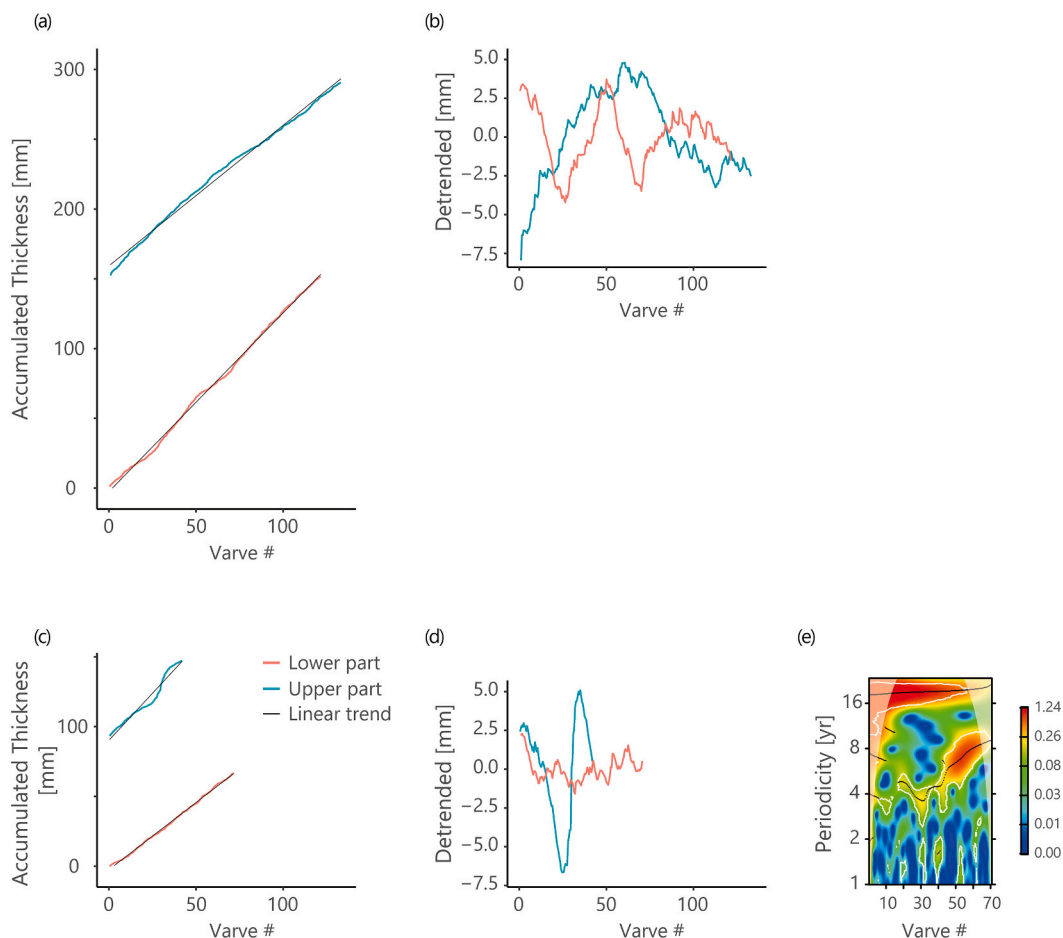 (a)
300
200
100
0
Accumulated Thickness [mm]
0 50 100
Varve #
(b)
5.0
2.5
0.0
−2.5
−5.0
−7.5
Detrended [mm]
0 50 100
Varve #
(c)
100
0
Accumulated Thickness
[mm]
0 50 100
Varve #
Lower part
Upper part
Linear trend
(d)
5.0
2.5
0.0
−2.5
−5.0
−7.5
Detrended [mm]
0 50 100
Varve #
(e)
16
8
4
2
1
Periodicity [yr]
10 30 50 70
Varve #
1.24
0.26
0.08
0.03
0.01
0.00